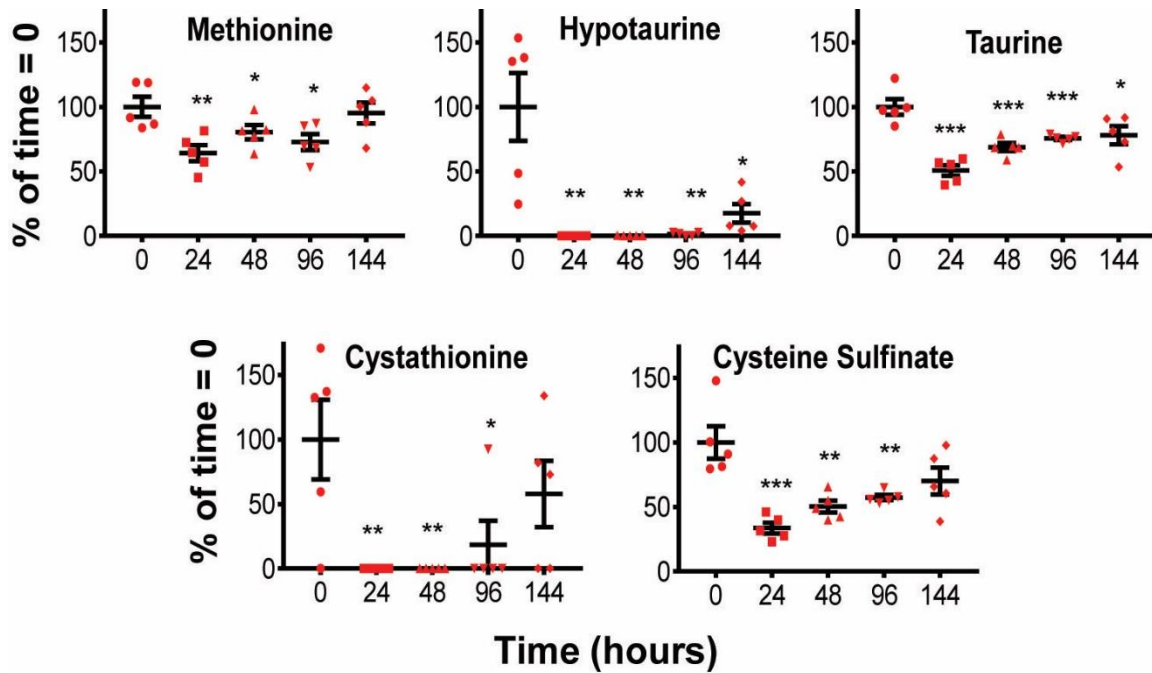 Methionine
% of time = 0
150
100
50
0
** * *
0 24 48 96 144
Hypotaurine
150
100
50
0
** ** ** *
0 24 48 96 144
Taurine
150
100
50
0
*** *** *** *
0 24 48 96 144
Cystathionine
% of time = 0
150
100
50
0
** ** *
0 24 48 96 144
Cysteine Sulfinate
150
100
50
0
*** ** **
0 24 48 96 144
Time (hours)